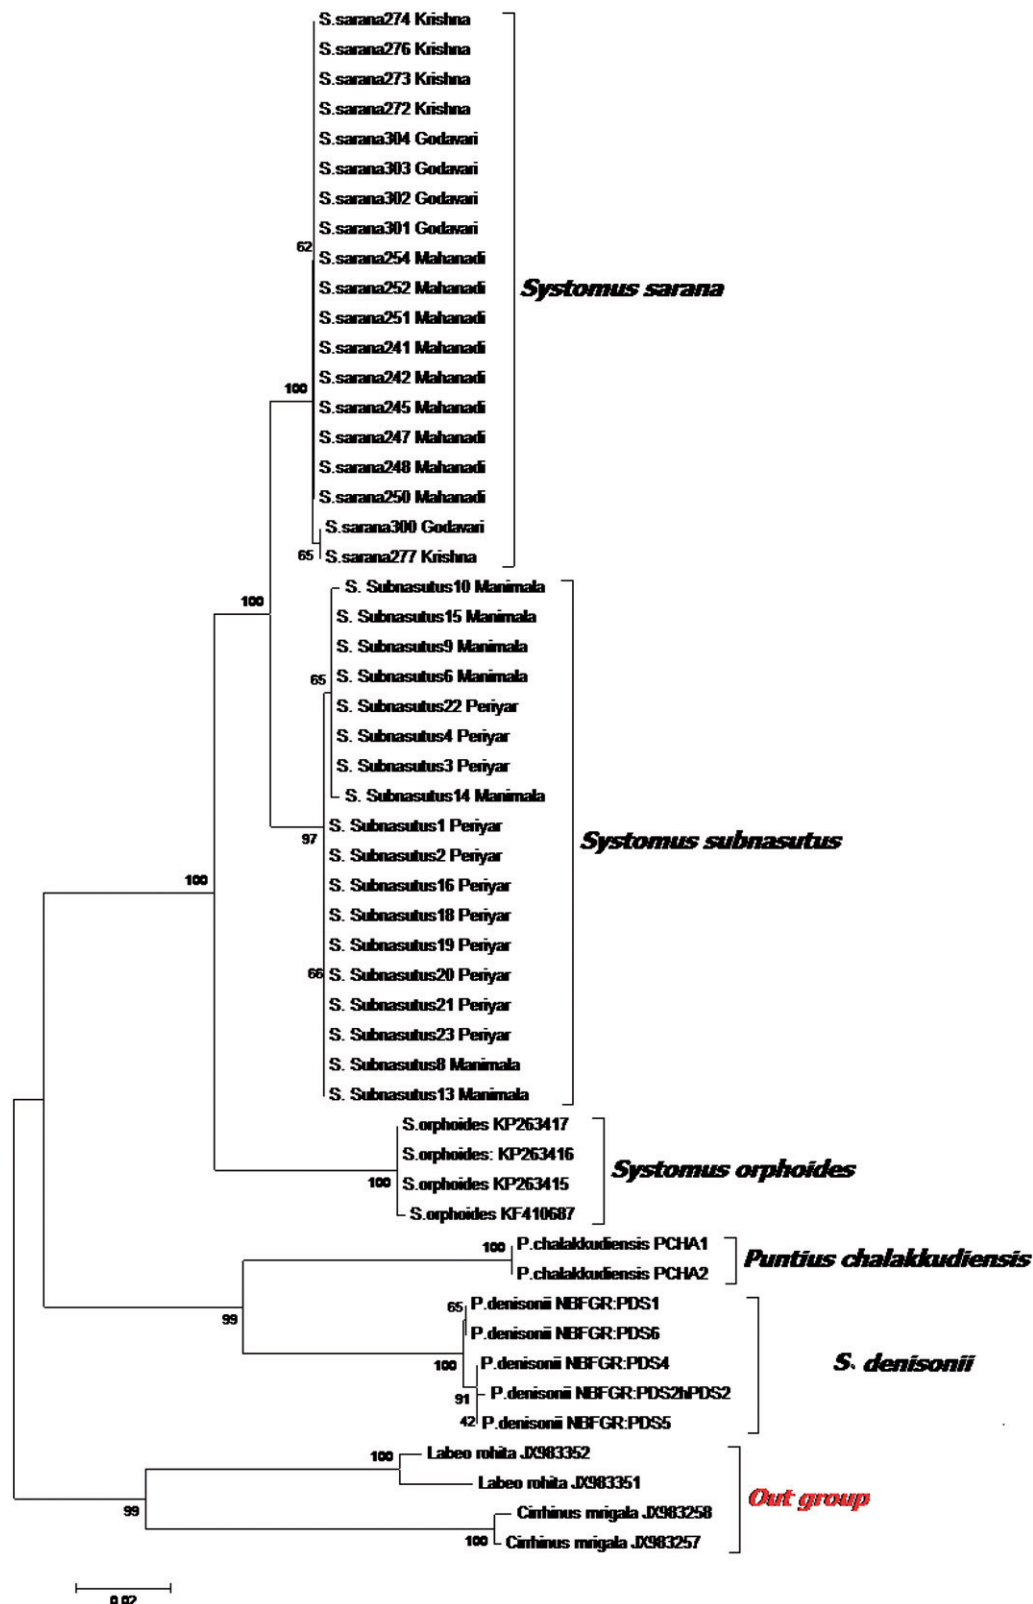 S.sarana274 Krishna
S.sarana276 Krishna
S.sarana273 Krishna
S.sarana272 Krishna
S.sarana304 Godavari
S.sarana303 Godavari
S.sarana302 Godavari
S.sarana301 Godavari
62
S.sarana254 Mahanadi
S.sarana252 Mahanadi
Systomus sarana
S.sarana251 Mahanadi
S.sarana241 Mahanadi
S.sarana242 Mahanadi
100
S.sarana245 Mahanadi
S.sarana247 Mahanadi
S.sarana248 Mahanadi
S.sarana250 Mahanadi
S.sarana300 Godavari
65
S.sarana277 Krishna
S. Subnasutus10 Manimala
100
S. Subnasutus15 Manimala
S. Subnasutus9 Manimala
65
S. Subnasutus6 Manimala
S. Subnasutus22 Periyar
S. Subnasutus4 Periyar
S. Subnasutus3 Periyar
S. Subnasutus14 Manimala
97
S. Subnasutus1 Periyar
Systomus subnasutus
S. Subnasutus2 Periyar
100
S. Subnasutus16 Periyar
S. Subnasutus18 Periyar
S. Subnasutus19 Periyar
66
S. Subnasutus20 Periyar
S. Subnasutus21 Periyar
S. Subnasutus23 Periyar
S. Subnasutus8 Manimala
S. Subnasutus13 Manimala
S.orphoides KP263417
S.orphoides: KP263416
Systomus orphoides
100
S.orphoides KP263415
S.orphoides KF410687
100
P.chalakkudiensis PCHA1
Puntius chalakkudiensis
P.chalakkudiensis PCHA2
99
65
P.denisonii NBFGR:PDS1
P.denisonii NBFGR:PDS6
100
P.denisonii NBFGR:PDS4
S. denisonii
91
P.denisonii NBFGR:PDS2hPDS2
42
P.denisonii NBFGR:PDS5
100
Labeo rohita JX983352
Labeo rohita JX983351
Out group
99
Cirrhinus mrigala JX983258
100
Cirrhinus mrigala JX983257
0.02